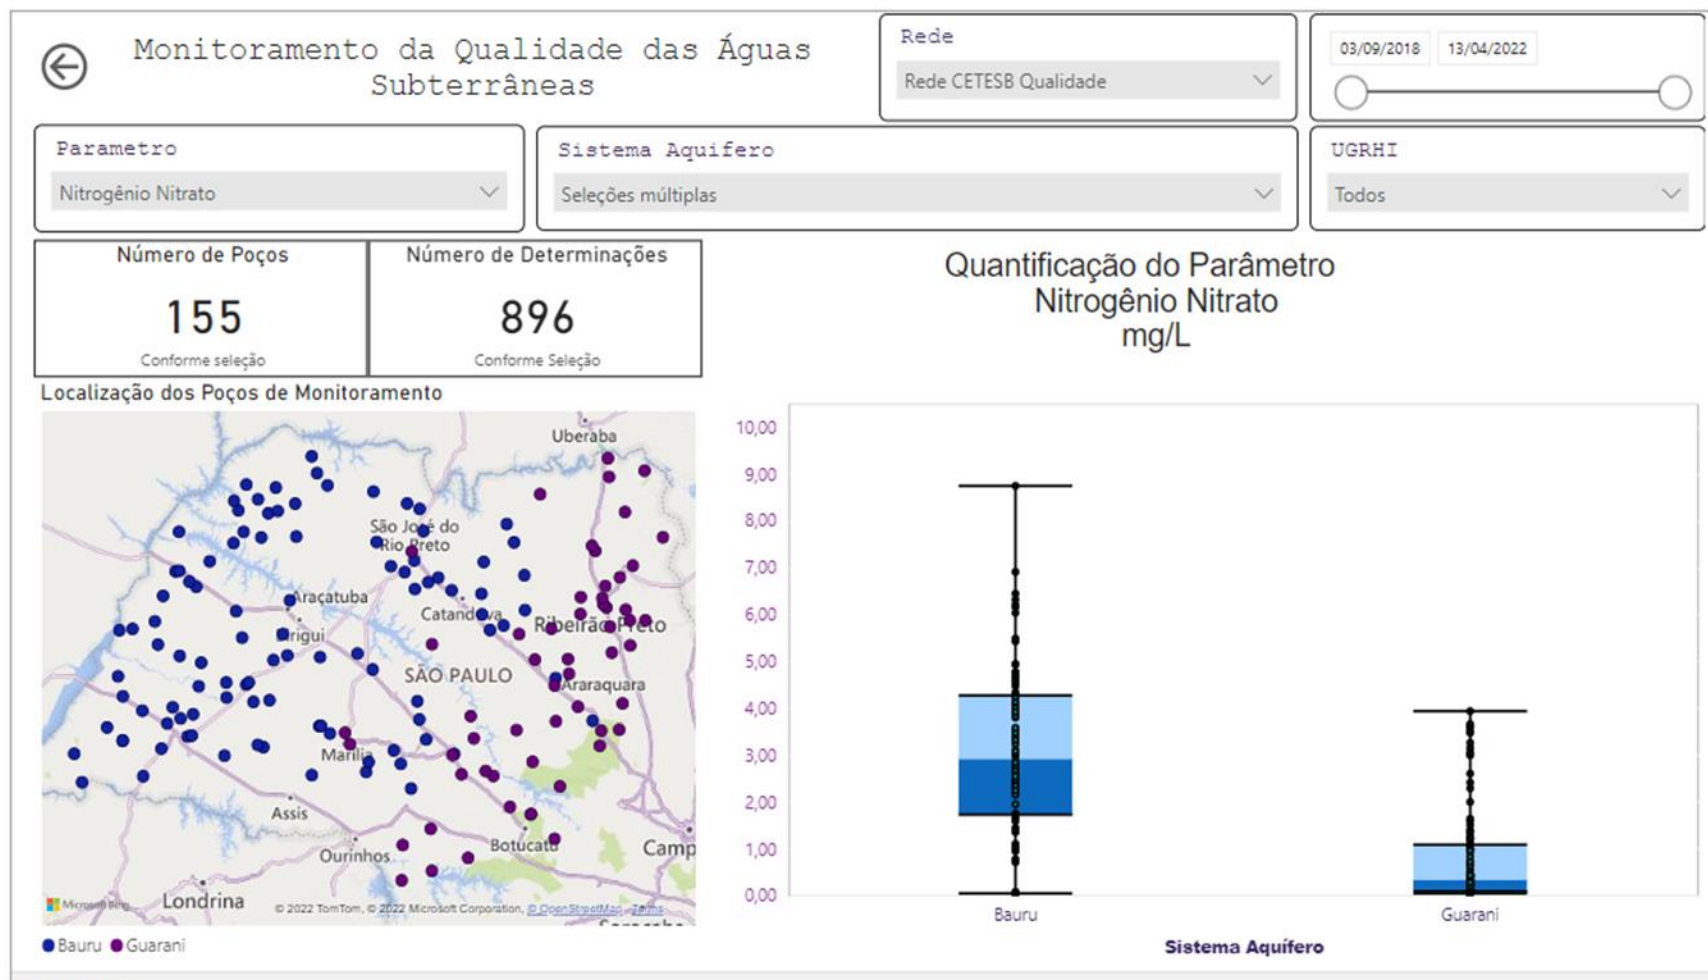 Monitoramento da Qualidade das Águas
Subterrâneas
Rede
Rede CETESB Qualidade
03/09/2018 13/04/2022
Parametro
Nitrogênio Nitrato
Sistema Aquifero
Seleções múltiplas
UGRHI
Todos
Número de Poços
155
Conforme seleção
Número de Determinações
896
Conforme Seleção
Quantificação do Parâmetro
Nitrogênio Nitrato
mg/L
Localização dos Poços de Monitoramento
Uberaba
São José do
Rio Preto
Araçatuba
Birigui
Catanduva
Ribeirão Preto
SÃO PAULO
Araraquara
Marília
Assis
Ourinhos
Botucatu
Camp
Londrina
Microsoft Bing
© 2022 TomTom, © 2022 Microsoft Corporation, © OpenStreetMap Terms
Bauru Guarani
10,00
9,00
8,00
7,00
6,00
5,00
4,00
3,00
2,00
1,00
0,00
Bauru
Guarani
Sistema Aquífero